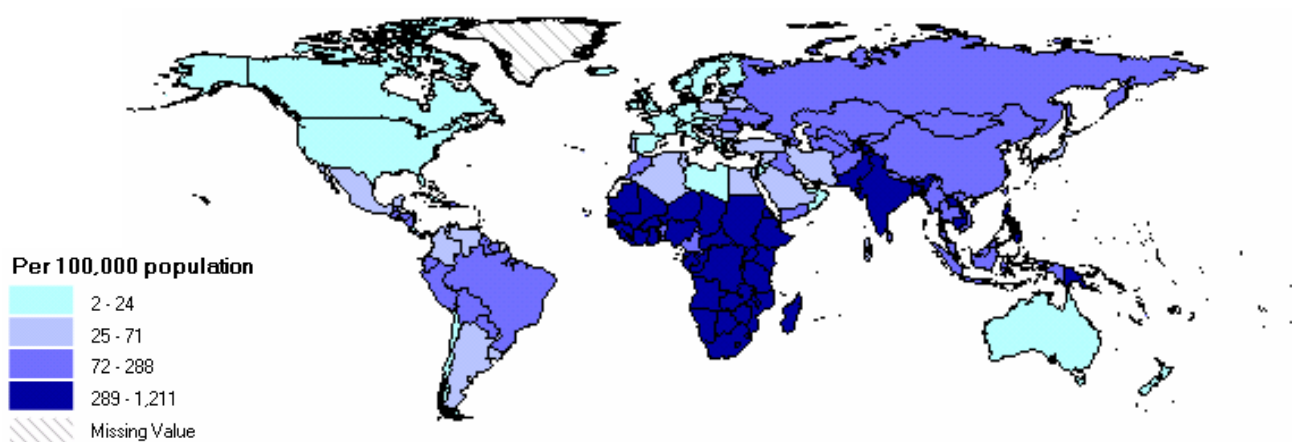 Per 100,000 population
2 - 24
25 - 71
72 - 288
289 - 1,211
Missing Value